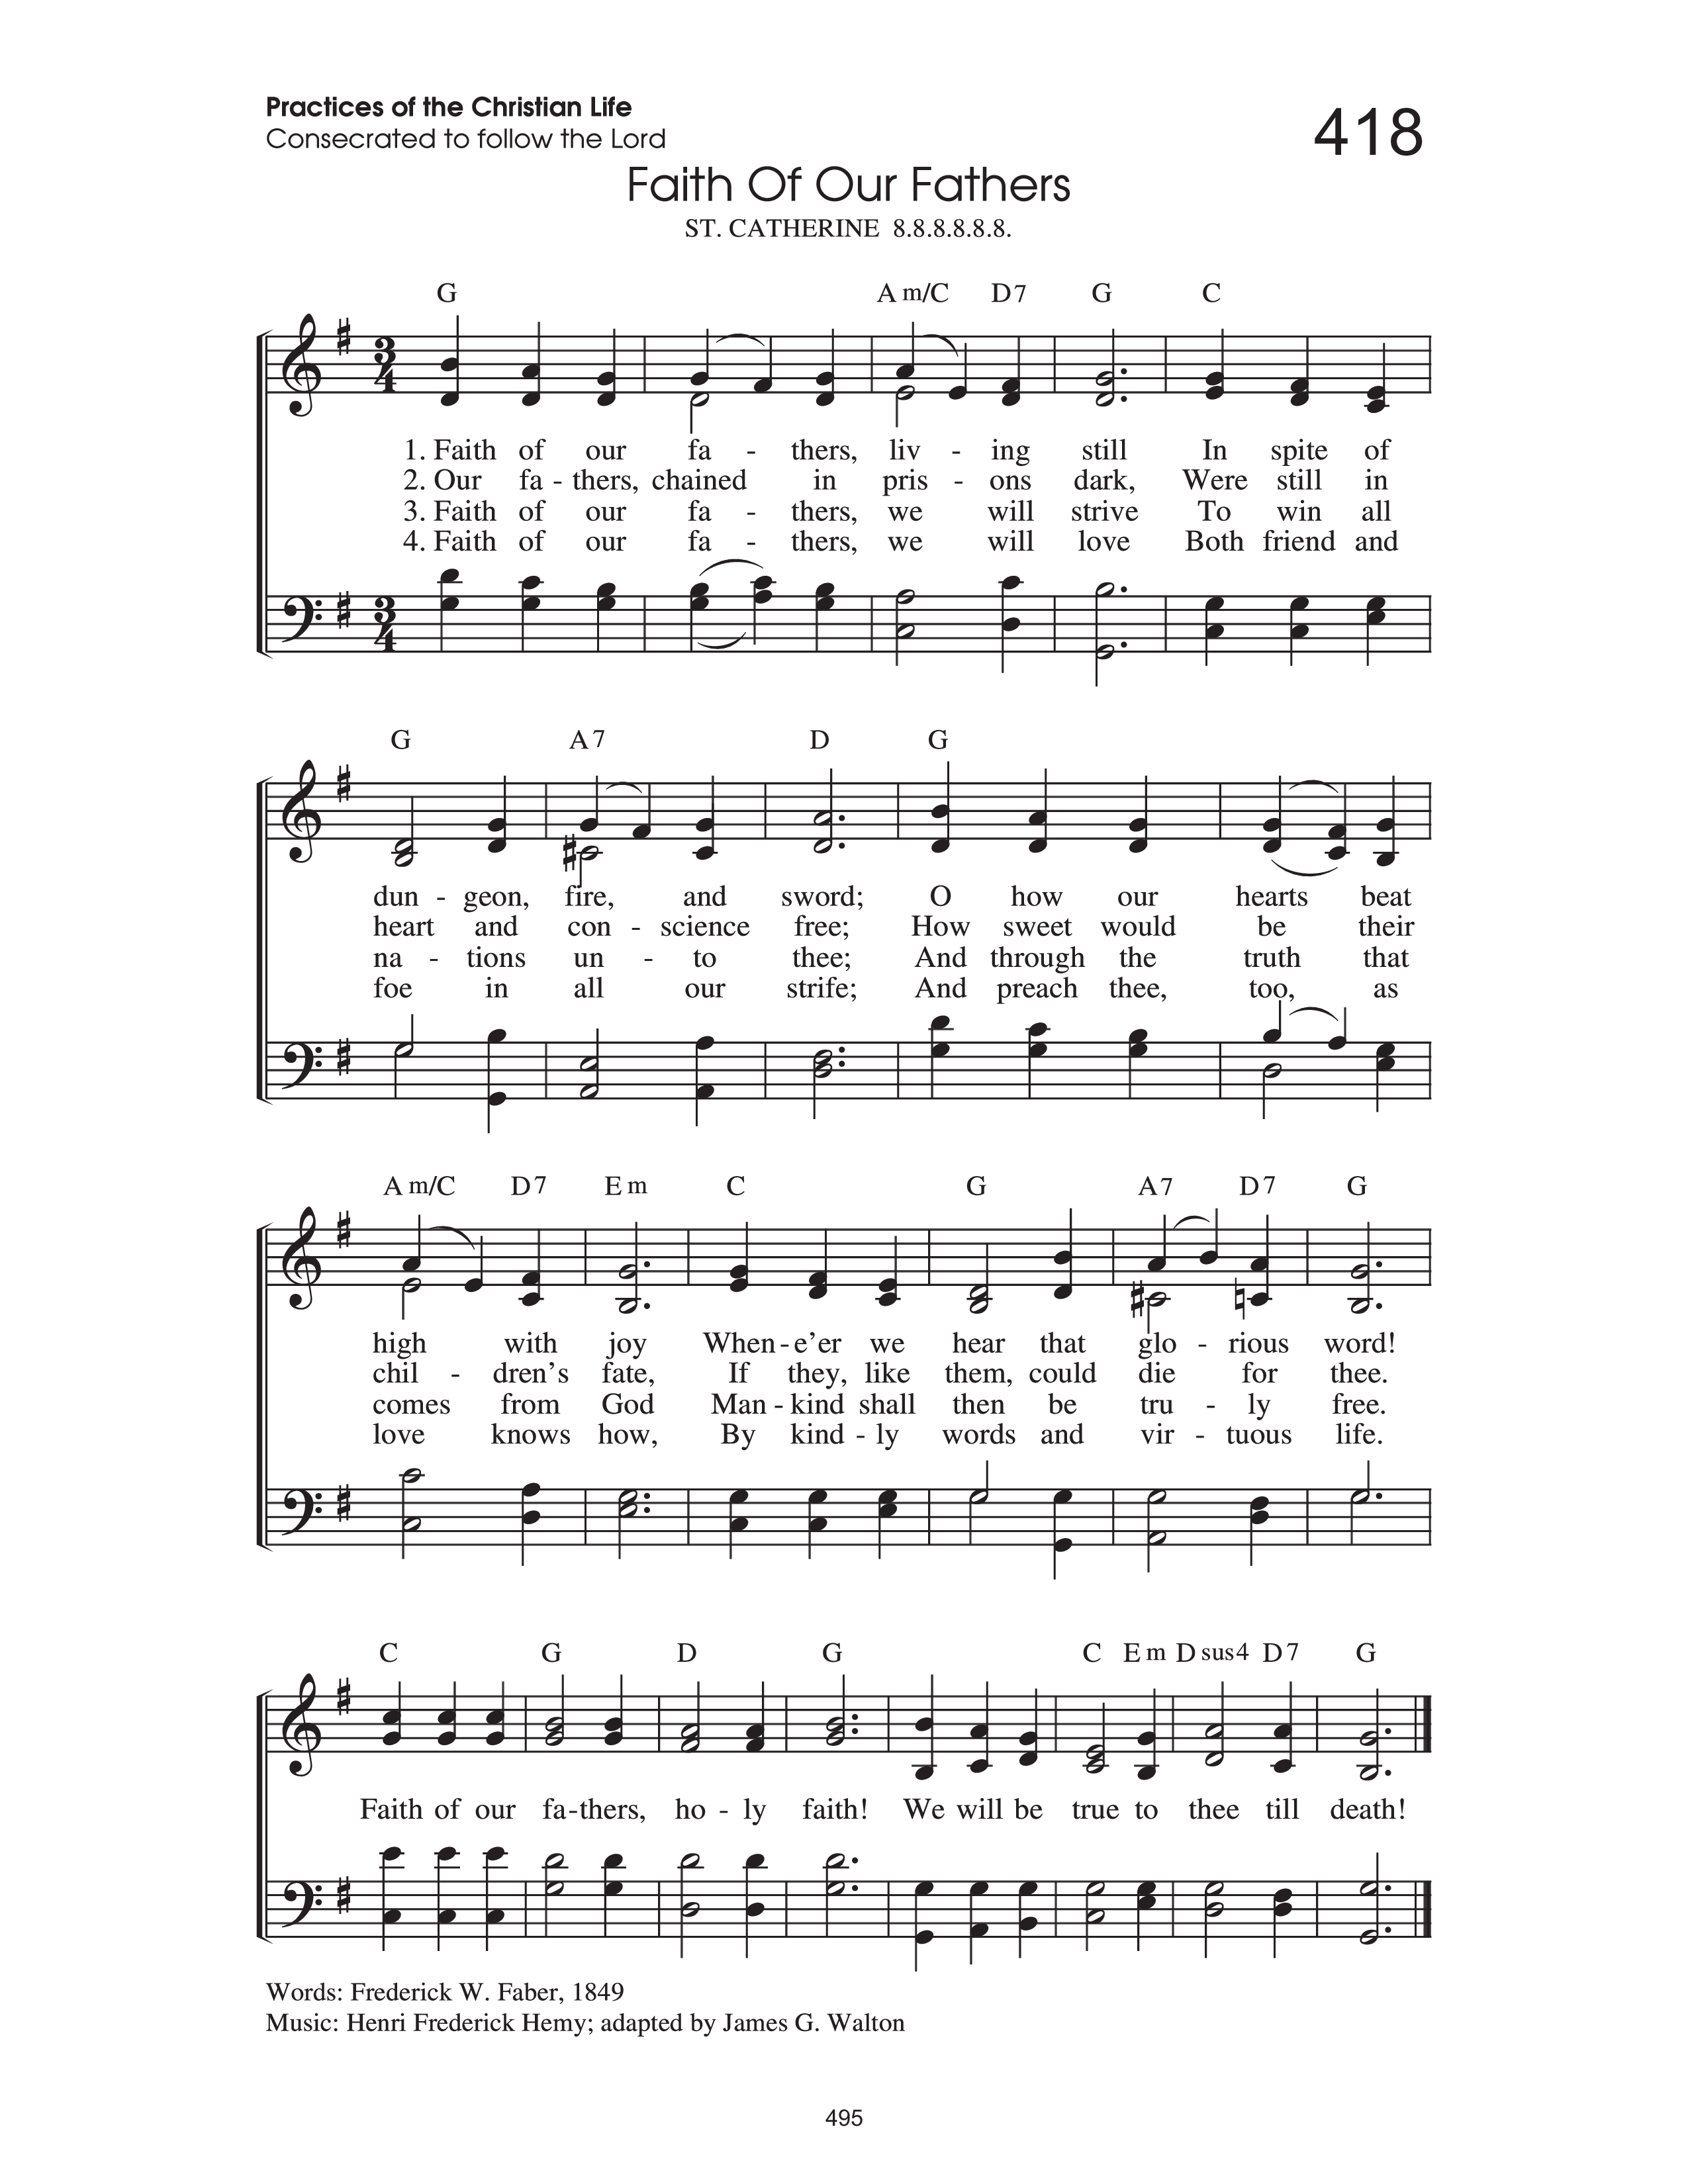 Practices of the Christian Life
Consecrated to follow the Lord
418
Faith Of Our Fathers
ST. CATHERINE 8.8.8.8.8.8.
G Am/C D7 G C
3/4
1. Faith of our fa - thers, liv - ing still In spite of
2. Our fa - thers, chained in pris - ons dark, Were still in
3. Faith of our fa - thers, we will strive To win all
4. Faith of our fa - thers, we will love Both friend and
3/4
G A7 D G
dun - geon, fire, and sword; O how our hearts beat
heart and con - science free; How sweet would be their
na - tions un - to thee; And through the truth that
foe in all our strife; And preach thee, too, as
Am/C D7 Em C G A7 D7 G
high with joy When - e'er we hear that glo - rious word!
chil - dren's fate, If they, like them, could die for thee.
comes from God Man - kind shall then be tru - ly free.
love knows how, By kind - ly words and vir - tuous life.
C G D G C Em Dsus4 D7 G
Faith of our fa-thers, ho - ly faith! We will be true to thee till death!
Words: Frederick W. Faber, 1849
Music: Henri Frederick Hemy; adapted by James G. Walton
495